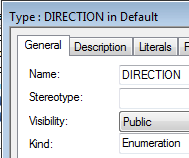 Type : DIRECTION in Default
General Description Literals
Name: DIRECTION
Stereotype:
Visibility: Public
Kind: Enumeration